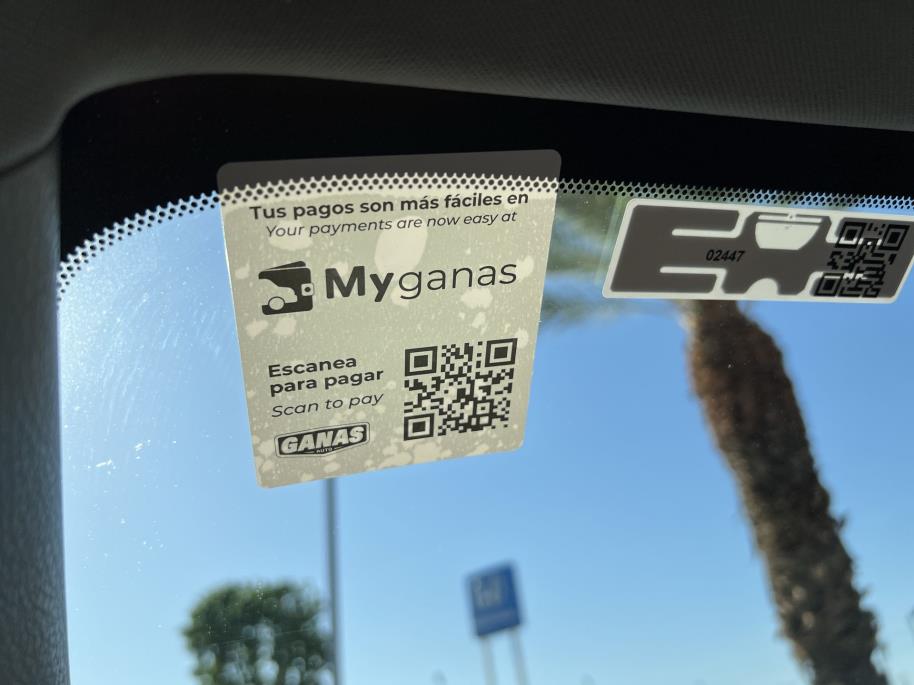 Tus pagos son más fáciles en
Your payments are now easy at
Myganas
Escanea
para pagar
Scan to pay
GANAS
AUTO
02447